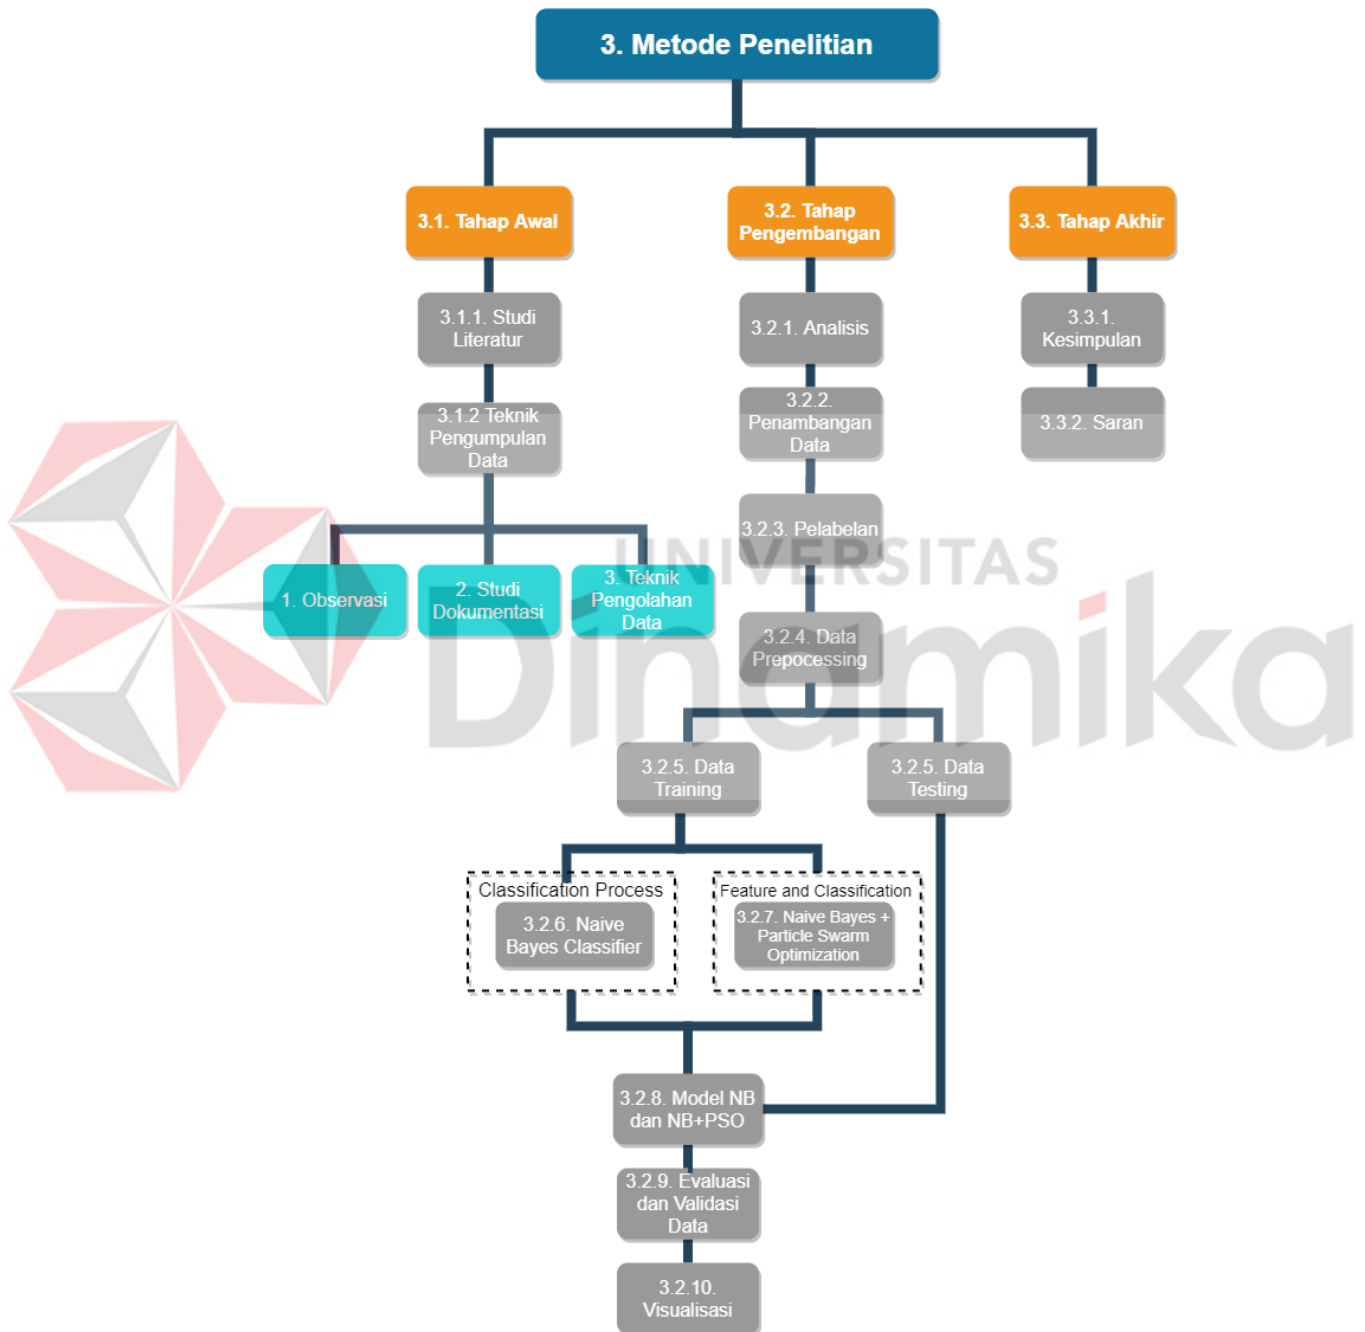 3. Metode Penelitian
3.1. Tahap Awal
3.2. Tahap
Pengembangan
3.3. Tahap Akhir
3.1.1. Studi
Literatur
3.2.1. Analisis
3.3.1.
Kesimpulan
3.1.2 Teknik
Pengumpulan
Data
3.2.2.
Penambangan
Data
3.3.2. Saran
3.2.3. Pelabelan
UNIVERSITAS
Dinamika
1. Observasi
2. Studi
Dokumentasi
3. Teknik
Pengolahan
Data
3.2.4. Data
Prepocessing
3.2.5. Data
Training
3.2.5. Data
Testing
Classification Process
3.2.6. Naive
Bayes Classifier
Feature and Classification
3.2.7. Naive Bayes +
Particle Swarm
Optimization
3.2.8. Model NB
dan NB+PSO
3.2.9. Evaluasi
dan Validasi
Data
3.2.10.
Visualisasi